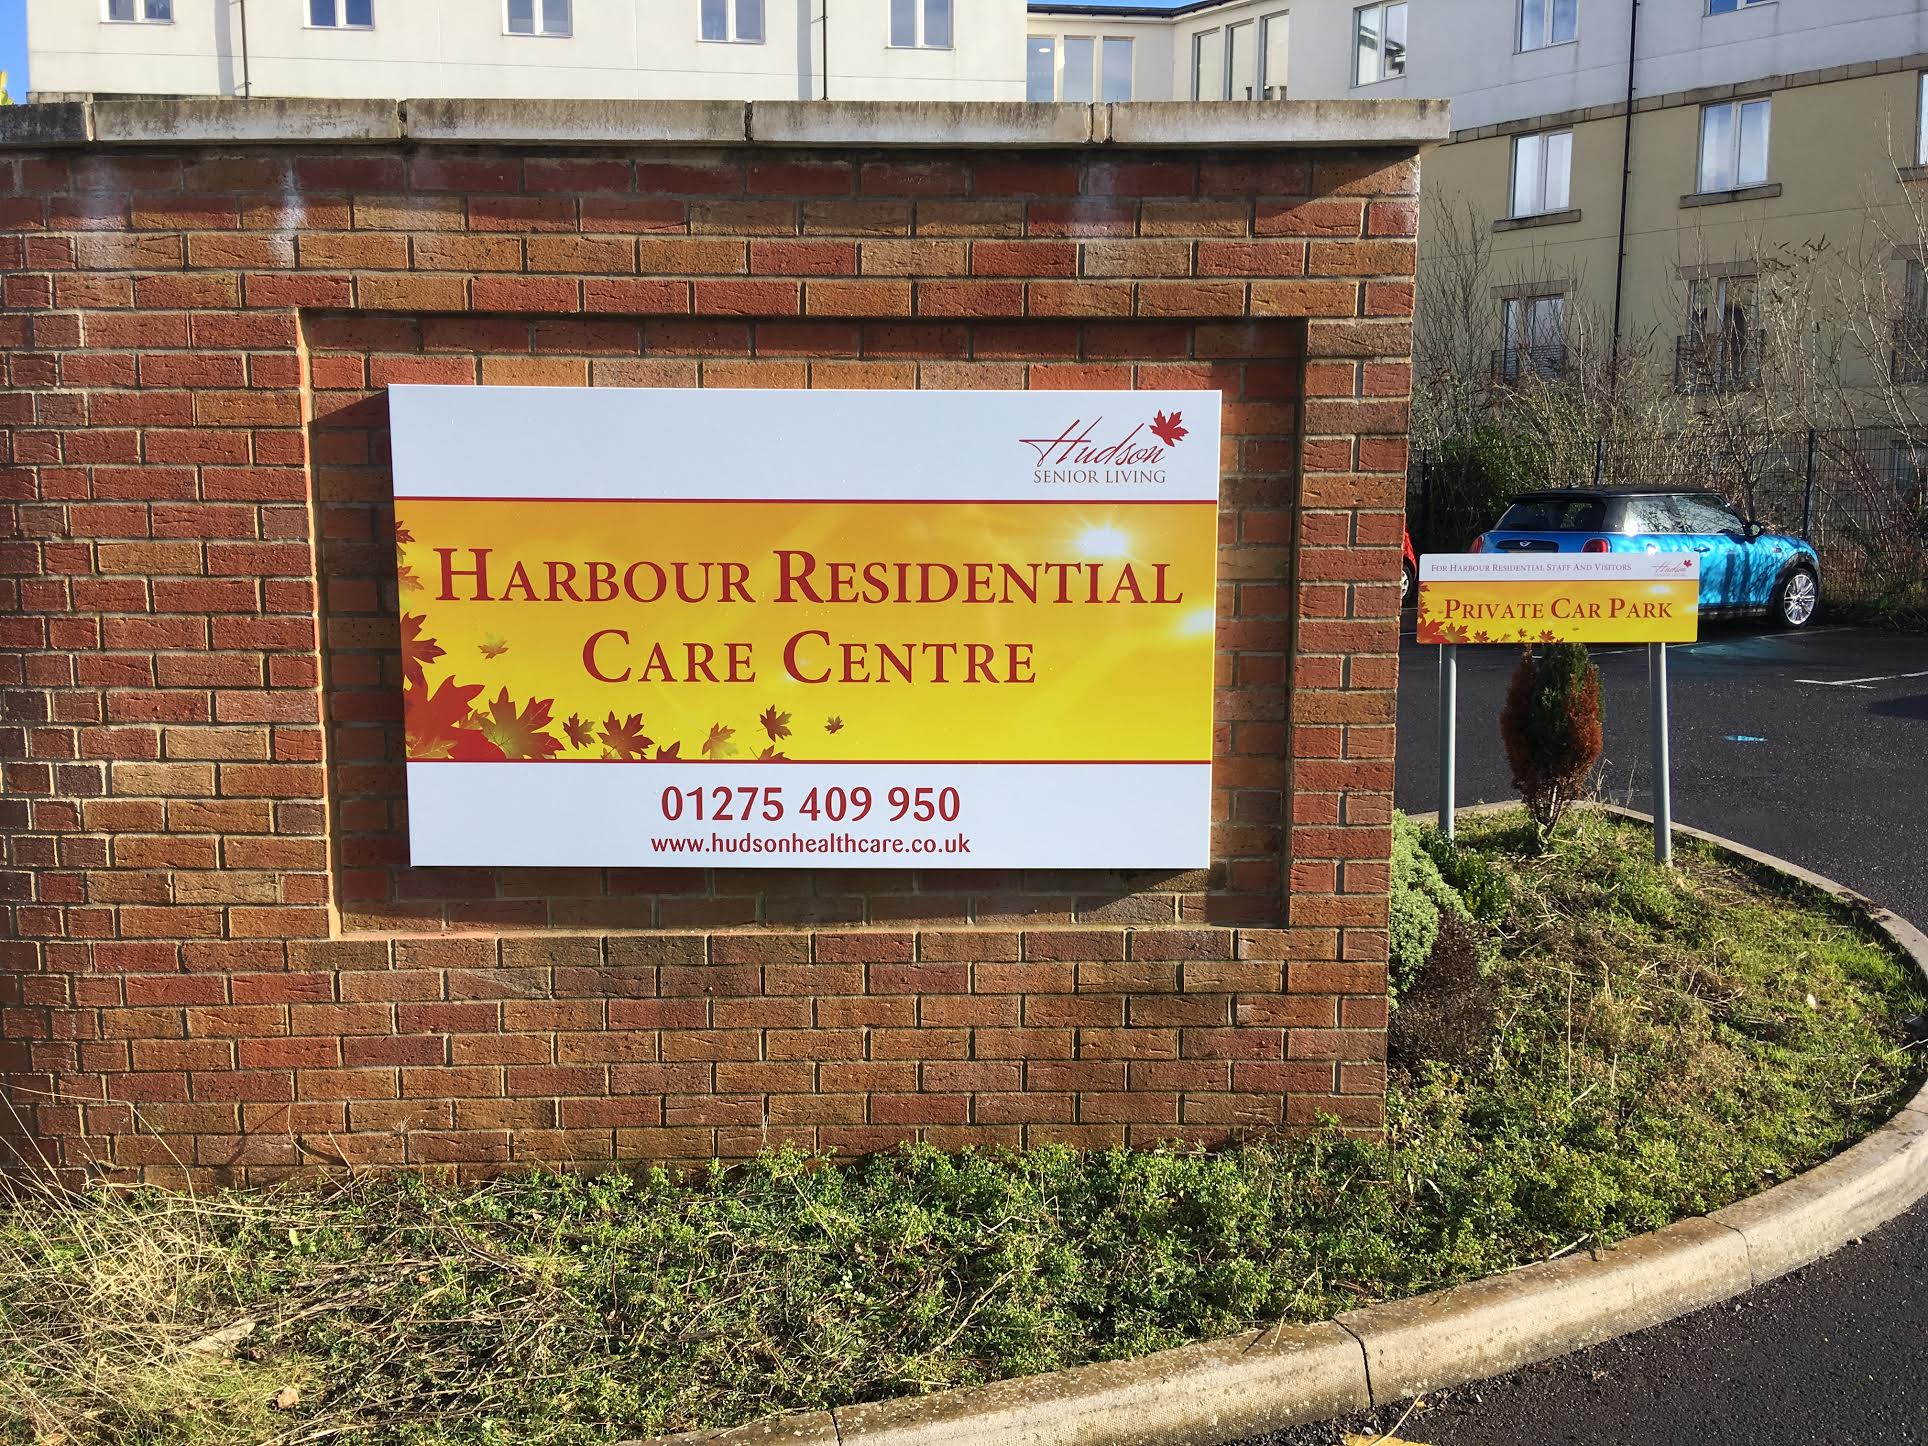 Hudson
SENIOR LIVING
HARBOUR RESIDENTIAL
CARE CENTRE
01275 409 950
www.hudsonhealthcare.co.uk
FOR HARBOUR RESIDENTIAL STAFF AND VISITORS
Hudson
PRIVATE CAR PARK